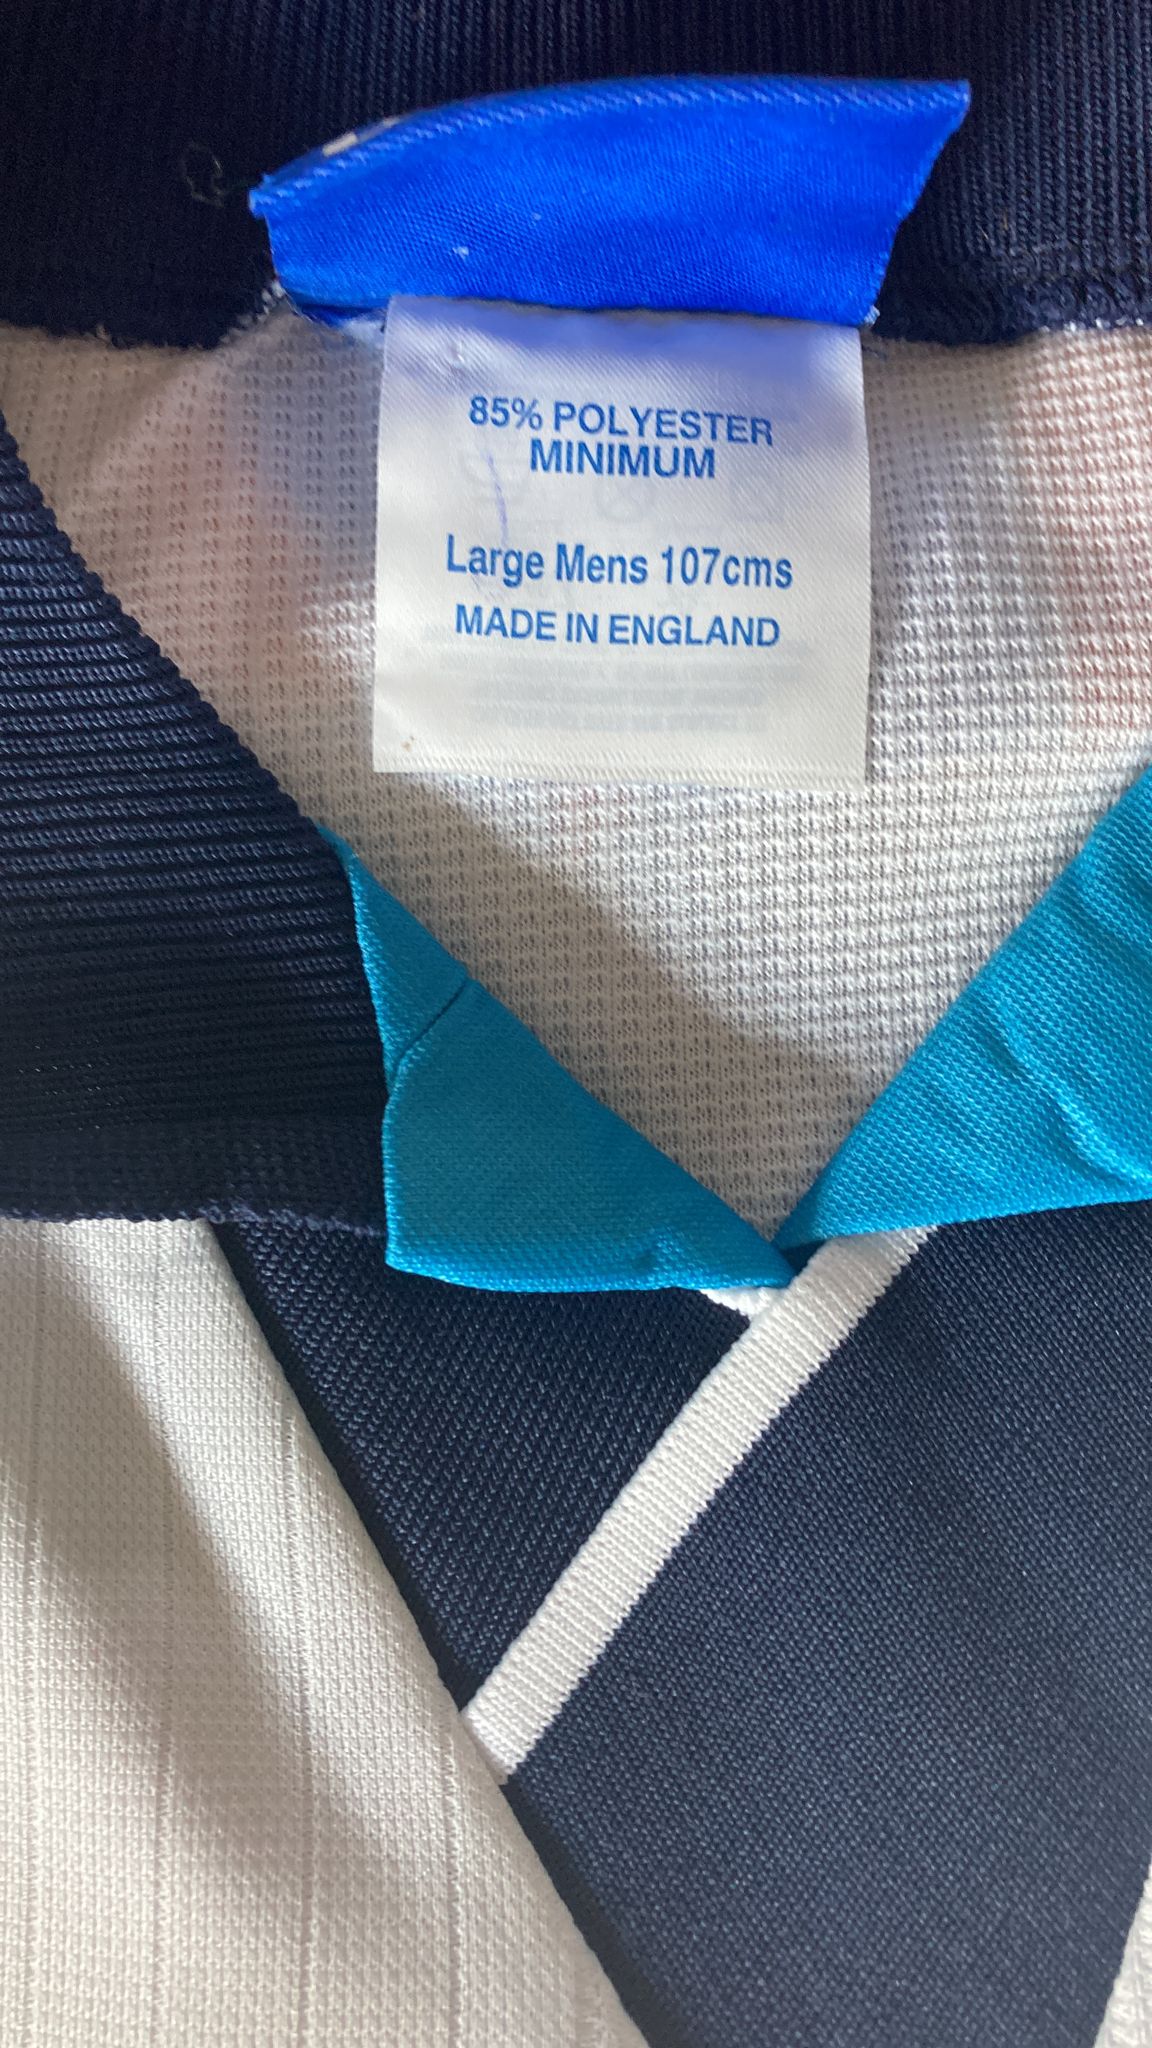 85% POLYESTER
MINIMUM
Large Mens 107cms
MADE IN ENGLAND